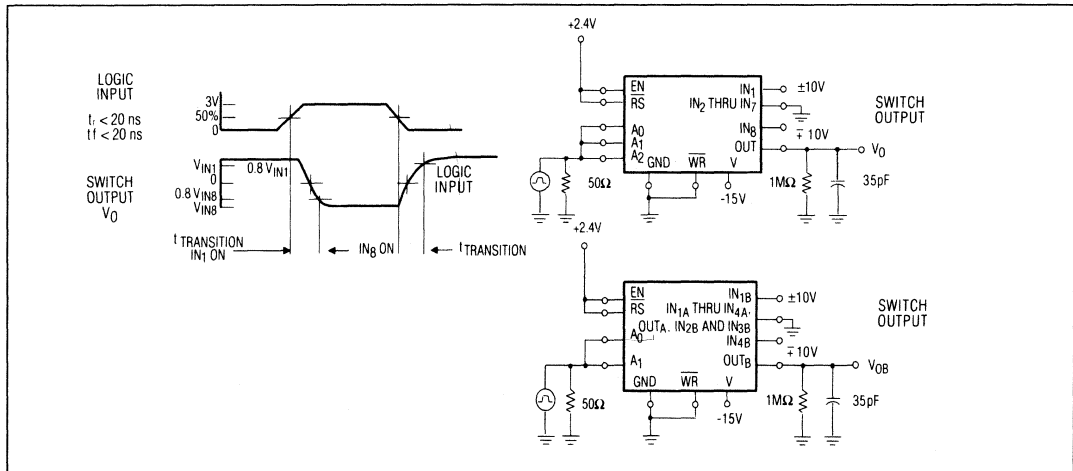 LOGIC
INPUT
tr < 20 ns
tf < 20 ns
3V
50%
0
SWITCH
OUTPUT
VO
VIN1
0
0.8 VIN8
VIN8
0.8 VIN1
LOGIC
INPUT
t TRANSITION
IN1 ON
IN8 ON
t TRANSITION
+2.4V
EN
RS
A0
A1
A2
GND
WR
V
IN1
IN2 THRU IN7
IN8
OUT
±10V
∓ 10V
SWITCH
OUTPUT
VO
50Ω
-15V
1MΩ
35pF
+2.4V
EN
RS
A0
A1
GND
WR
V
IN1B
IN1A THRU IN4A,
OUTA, IN2B AND IN3B
IN4B
OUTB
±10V
∓ 10V
SWITCH
OUTPUT
VOB
50Ω
-15V
1MΩ
35pF